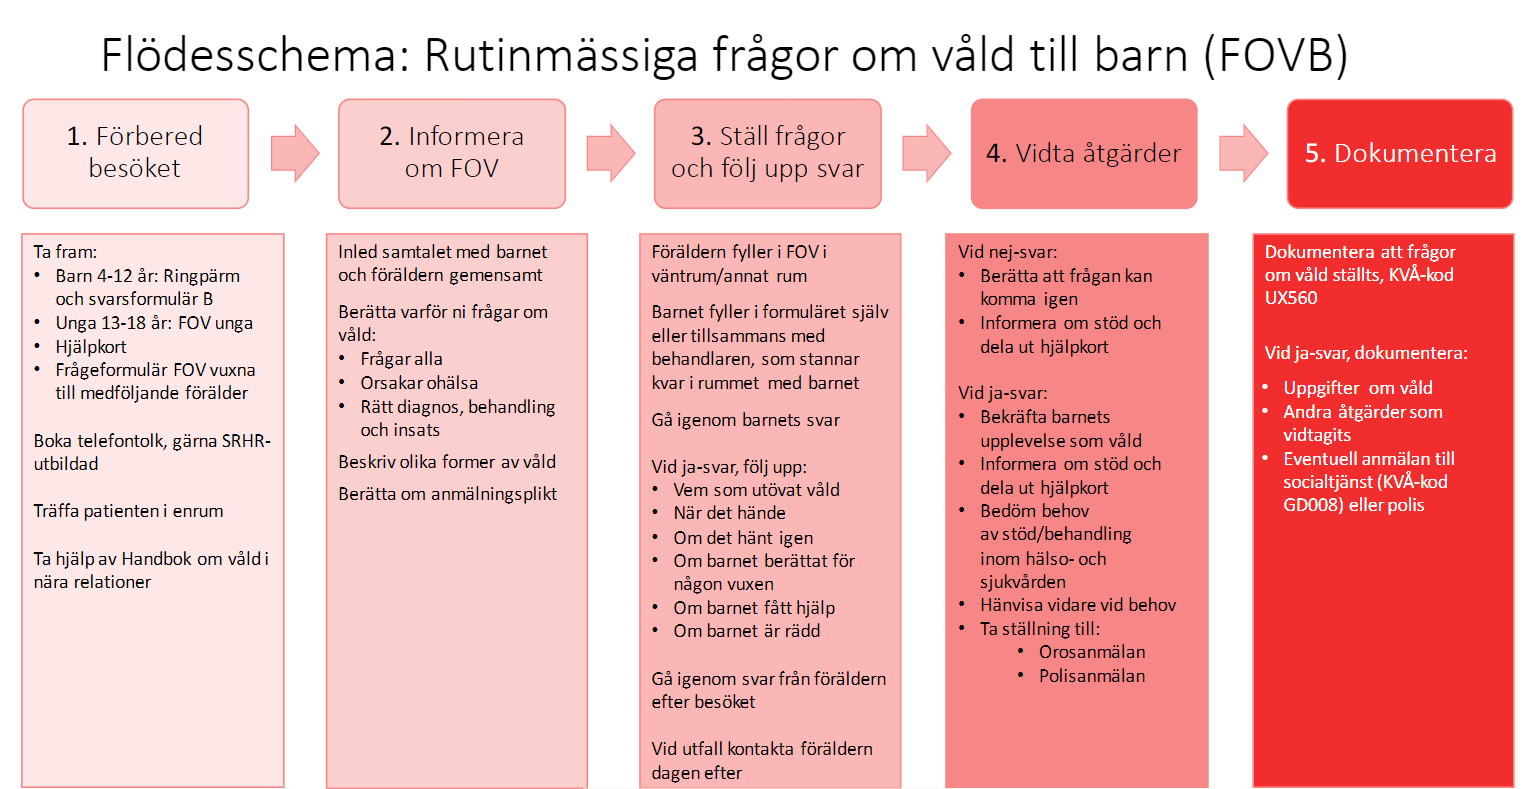 Flödesschema: Rutinmässiga frågor om våld till barn (FOVB)
1. Förbered
besöket
2. Informera
om FOV
3. Ställ frågor
och följ upp svar
4. Vidta åtgärder
5. Dokumentera
Ta fram:
• Barn 4-12 år: Ringpärm
och svarsformulär B
• Unga 13-18 år: FOV unga
• Hjälpkort
• Frågeformulär FOV vuxna
till medföljande förälder
Boka telefontolk, gärna SRHR-
utbildad
Träffa patienten i enrum
Ta hjälp av Handbok om våld i
nära relationer
Inled samtalet med barnet
och föräldern gemensamt
Berätta varför ni frågar om
våld:
• Frågar alla
• Orsakar ohälsa
• Rätt diagnos, behandling
och insats
Beskriv olika former av våld
Berätta om anmälningsplikt
Föräldern fyller i FOV i
väntrum/annat rum
Barnet fyller i formuläret själv
eller tillsammans med
behandlaren, som stannar
kvar i rummet med barnet
Gå igenom barnets svar
Vid ja-svar, följ upp:
• Vem som utövat våld
• När det hände
• Om det hänt igen
• Om barnet berättat för
någon vuxen
• Om barnet fått hjälp
• Om barnet är rädd
Gå igenom svar från föräldern
efter besöket
Vid utfall kontakta föräldern
dagen efter
Vid nej-svar:
• Berätta att frågan kan
komma igen
• Informera om stöd och
dela ut hjälpkort
Vid ja-svar:
• Bekräfta barnets
upplevelse som våld
• Informera om stöd och
dela ut hjälpkort
• Bedöm behov
av stöd/behandling
inom hälso- och
sjukvården
• Hänvisa vidare vid behov
• Ta ställning till:
• Orosanmälan
• Polisanmälan
Dokumentera att frågor
om våld ställts, KVÅ-kod
UX560
Vid ja-svar, dokumentera:
• Uppgifter om våld
• Andra åtgärder som
vidtagits
• Eventuell anmälan till
socialtjänst (KVÅ-kod
GD008) eller polis